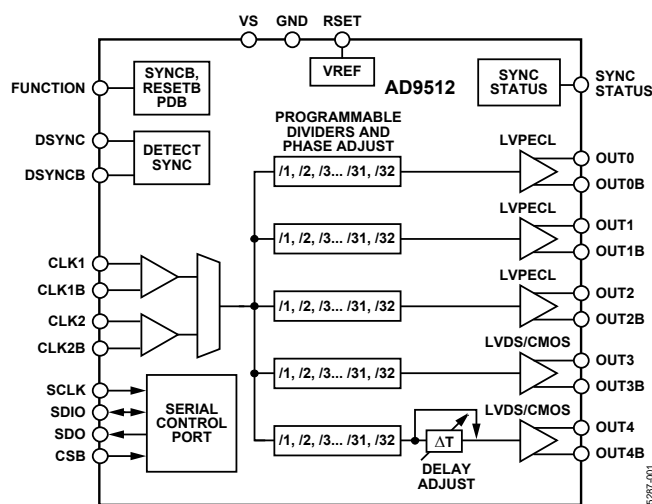 VS GND RSET
VREF
AD9512
FUNCTION
SYNCB,
RESETB
PDB
SYNC
STATUS
SYNC
STATUS
DSYNC
DSYNCB
DETECT
SYNC
PROGRAMMABLE
DIVIDERS AND
PHASE ADJUST
/1, /2, /3... /31, /32
LVPECL
OUT0
OUT0B
/1, /2, /3... /31, /32
LVPECL
OUT1
OUT1B
CLK1
CLK1B
CLK2
CLK2B
/1, /2, /3... /31, /32
LVPECL
OUT2
OUT2B
/1, /2, /3... /31, /32
LVDS/CMOS
OUT3
OUT3B
SCLK
SDIO
SDO
CSB
SERIAL
CONTROL
PORT
/1, /2, /3... /31, /32
ΔT
DELAY
ADJUST
LVDS/CMOS
OUT4
OUT4B
5287-001